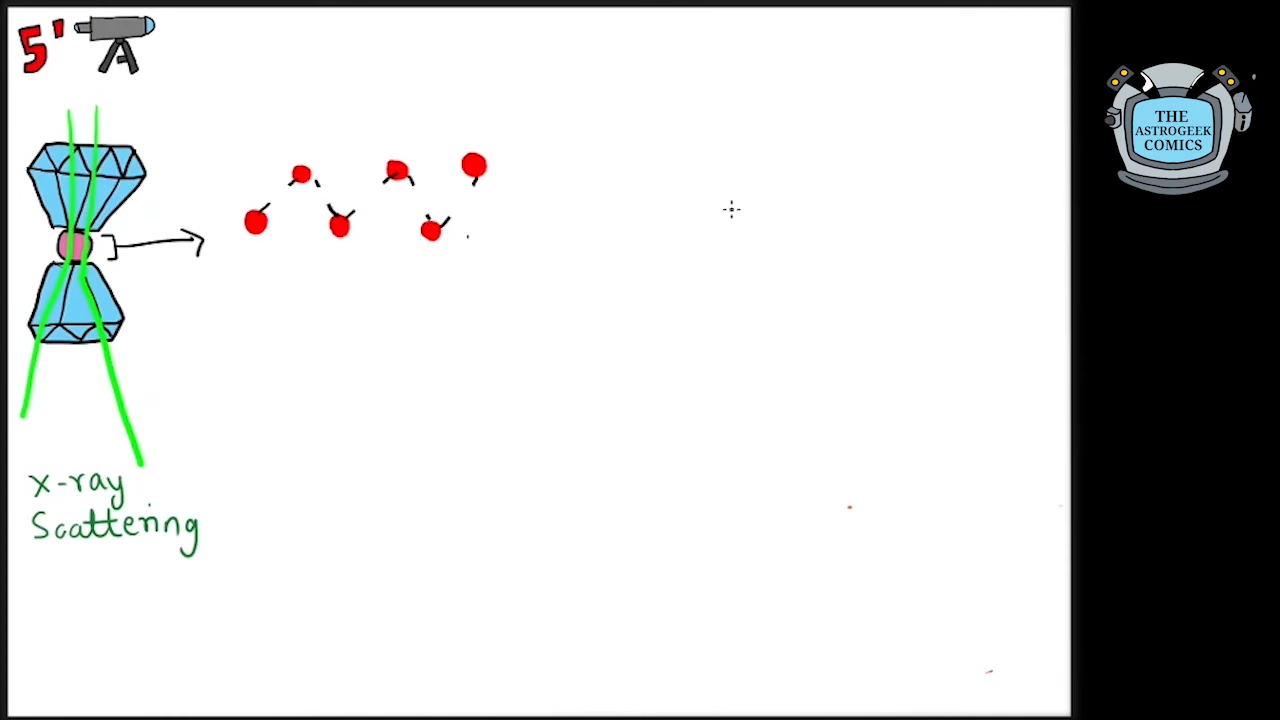 5'
THE
ASTROGEEK
COMICS
X-ray
Scattering